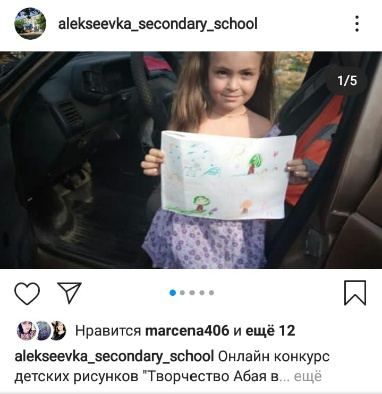 alekseevka_secondary_school
1/5
Нравится marcena406 и ещё 12
alekseevka_secondary_school Онлайн конкурс
детских рисунков "Творчество Абая в... ещё